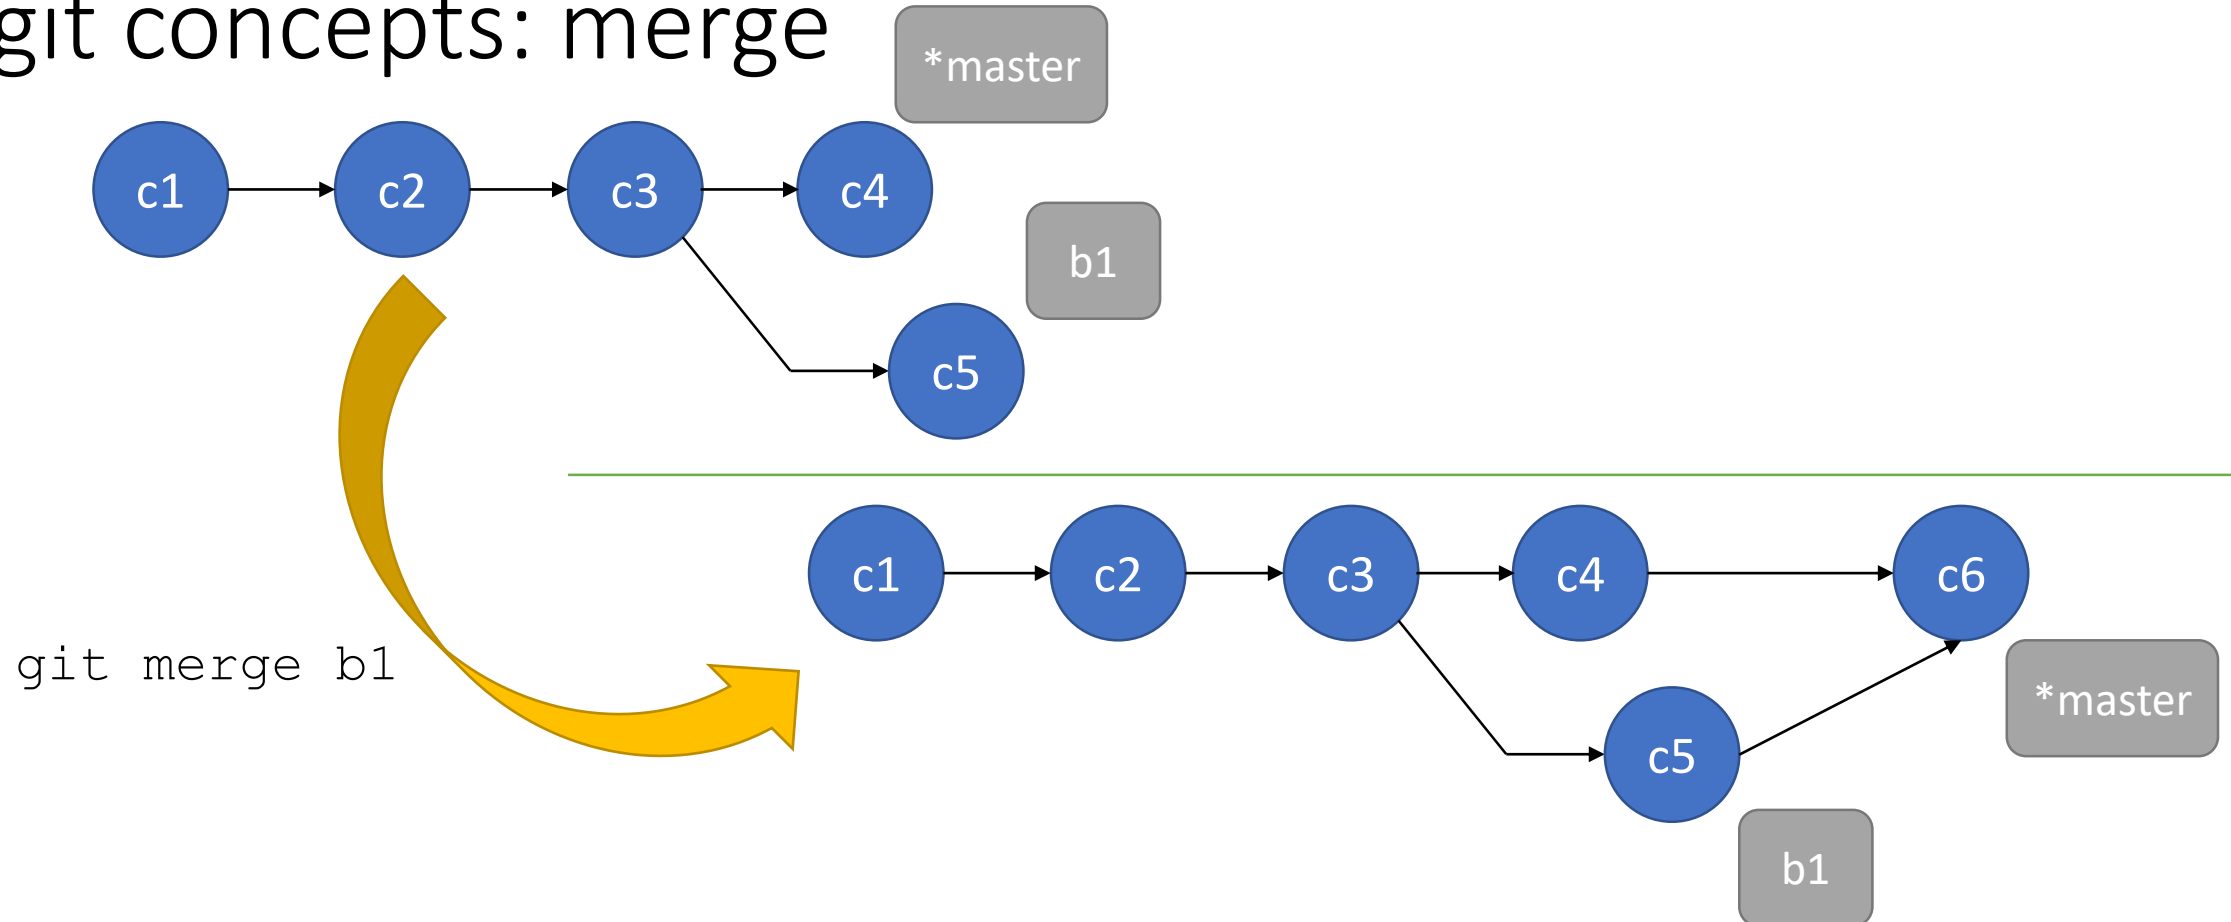 git concepts: merge
*master
c1 c2 c3 c4
b1
c5
c1 c2 c3 c4 c6
git merge b1
*master
c5
b1